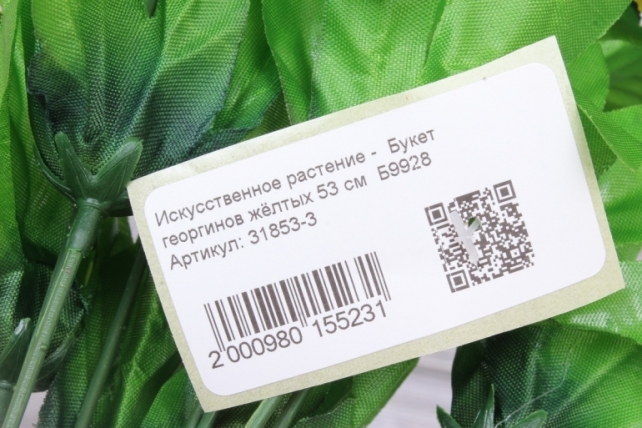 Искусственное растение - Букет
георгинов жёлтых 53 см Б9928
Артикул: 31853-3
2 000980 155231